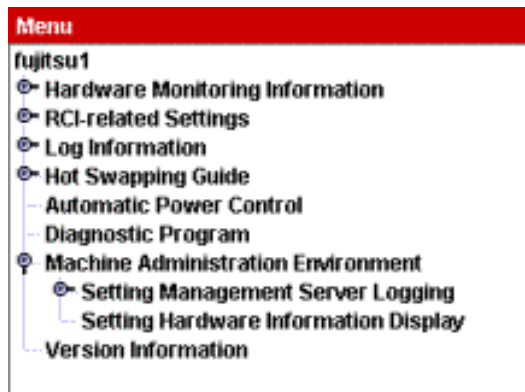 Menu
fujitsu1
Hardware Monitoring Information
RCI-related Settings
Log Information
Hot Swapping Guide
Automatic Power Control
Diagnostic Program
Machine Administration Environment
Setting Management Server Logging
Setting Hardware Information Display
Version Information